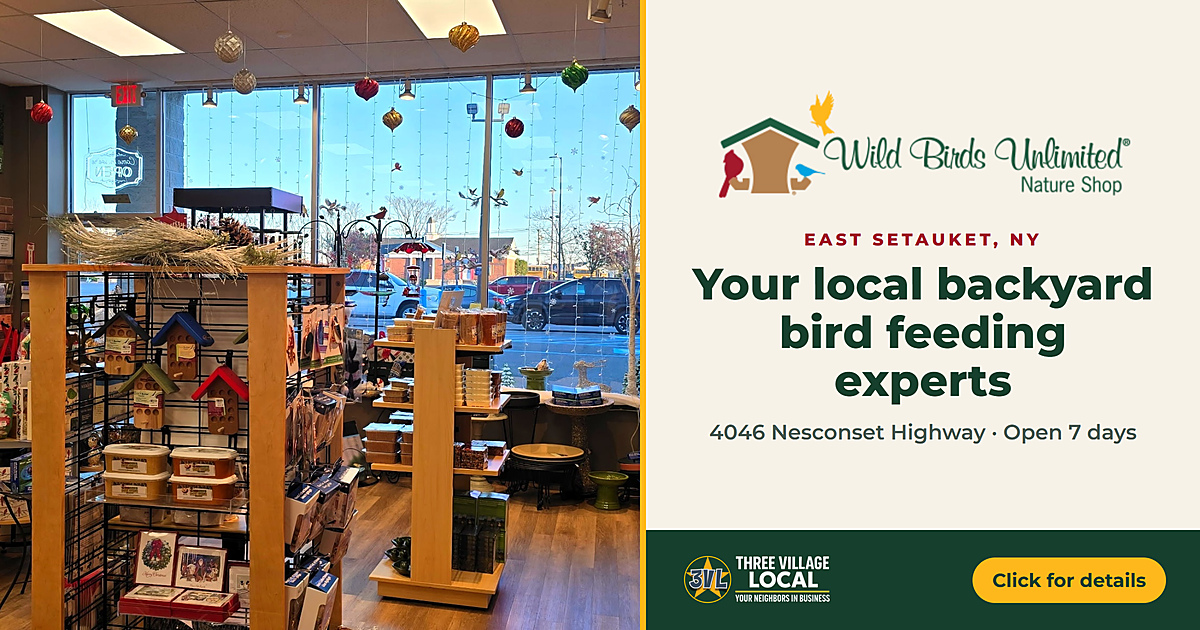 EXIT
OPEN
Wild Birds Unlimited®
Nature Shop
EAST SETAUKET, NY
Your local backyard
bird feeding
experts
4046 Nesconset Highway · Open 7 days
3VL
THREE VILLAGE
LOCAL
YOUR NEIGHBORS IN BUSINESS
Click for details